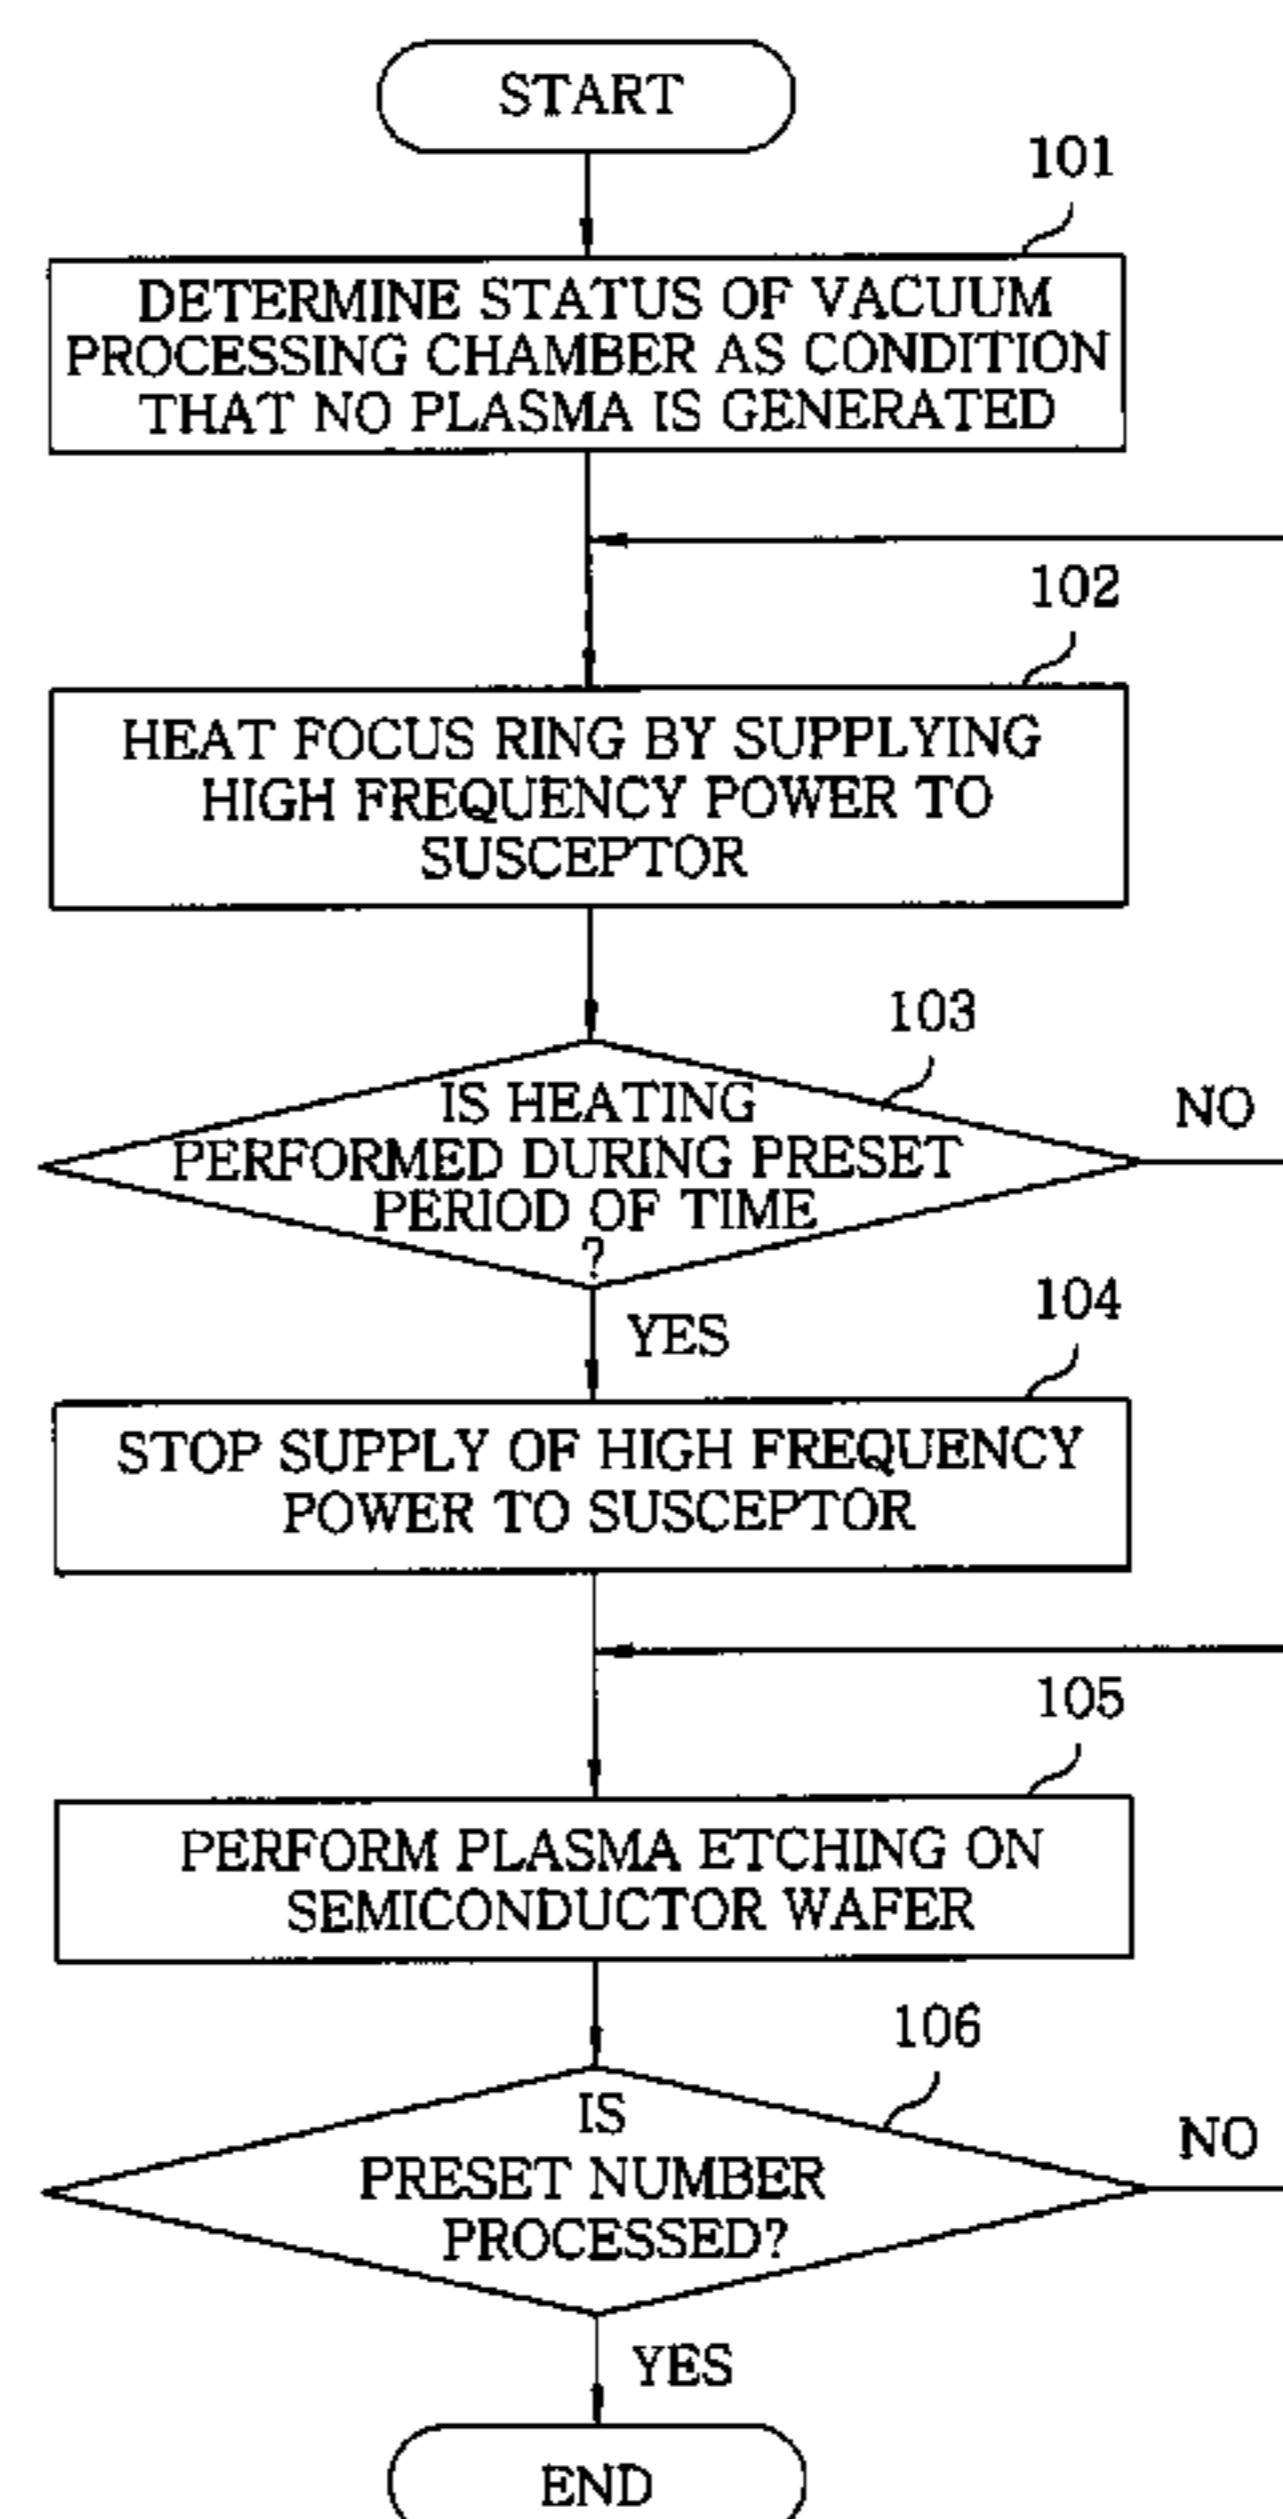 START
101
DETERMINE STATUS OF VACUUM
PROCESSING CHAMBER AS CONDITION
THAT NO PLASMA IS GENERATED
102
HEAT FOCUS RING BY SUPPLYING
HIGH FREQUENCY POWER TO
SUSCEPTOR
103
IS HEATING
PERFORMED DURING PRESET
PERIOD OF TIME
?
NO
YES
104
STOP SUPPLY OF HIGH FREQUENCY
POWER TO SUSCEPTOR
105
PERFORM PLASMA ETCHING ON
SEMICONDUCTOR WAFER
106
IS
PRESET NUMBER
PROCESSED?
NO
YES
END